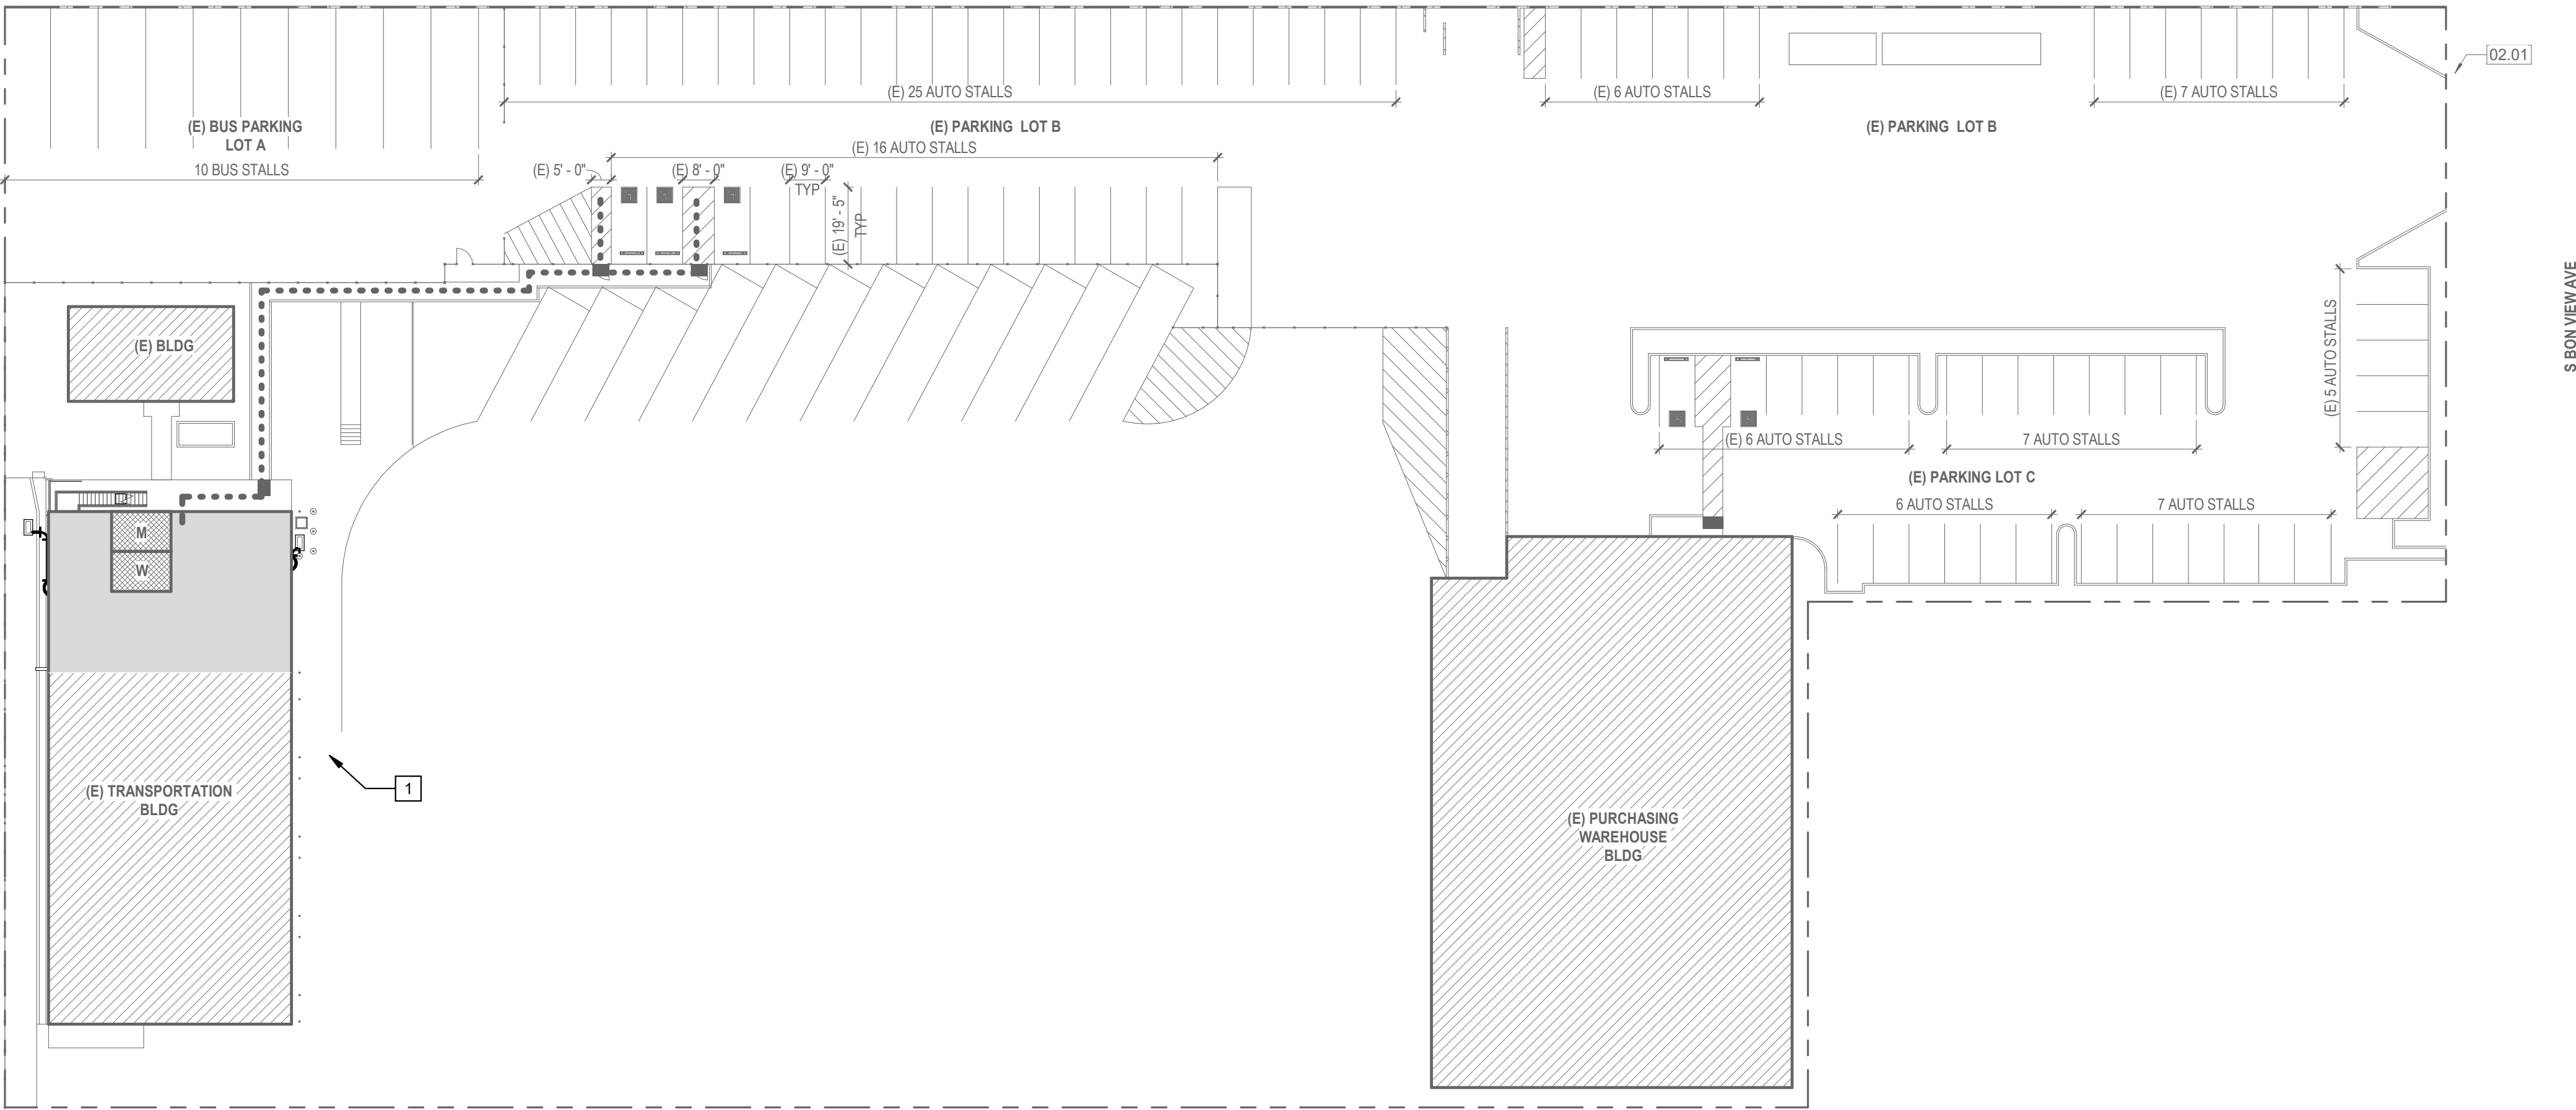 02.01
(E) 25 AUTO STALLS
(E) 6 AUTO STALLS
(E) 7 AUTO STALLS
(E) BUS PARKING
LOT A
(E) PARKING LOT B
(E) PARKING LOT B
(E) 16 AUTO STALLS
10 BUS STALLS
(E) 5' - 0"
(E) 8' - 0"
(E) 9' - 0"
TYP
(E) 19' - 5"
TYP
S BON VIEW AVE
(E) 5 AUTO STALLS
(E) BLDG
(E) 6 AUTO STALLS
7 AUTO STALLS
(E) PARKING LOT C
6 AUTO STALLS
7 AUTO STALLS
M
W
1
(E) TRANSPORTATION
BLDG
(E) PURCHASING
WAREHOUSE
BLDG